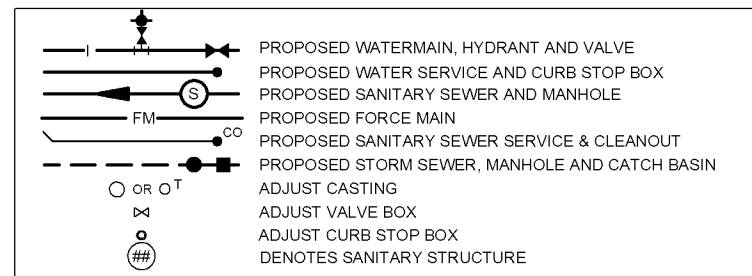 PROPOSED WATERMAIN, HYDRANT AND VALVE
PROPOSED WATER SERVICE AND CURB STOP BOX
S PROPOSED SANITARY SEWER AND MANHOLE
FM PROPOSED FORCE MAIN
CO PROPOSED SANITARY SEWER SERVICE & CLEANOUT
PROPOSED STORM SEWER, MANHOLE AND CATCH BASIN
OR T ADJUST CASTING
ADJUST VALVE BOX
ADJUST CURB STOP BOX
## DENOTES SANITARY STRUCTURE